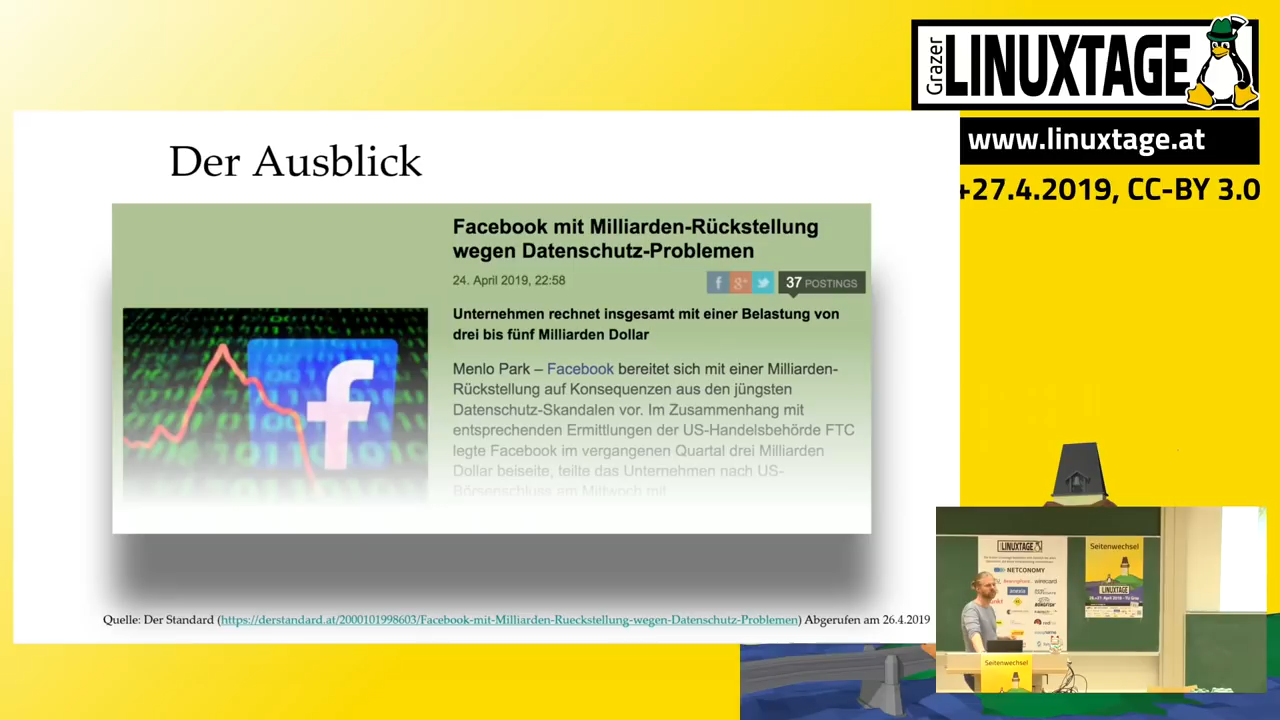 Grazer LINUXTAGE
www.linuxtage.at
+27.4.2019, CC-BY 3.0
Der Ausblick
Facebook mit Milliarden-Rückstellung
wegen Datenschutz-Problemen
24. April 2019, 22:58
37 POSTINGS
Unternehmen rechnet insgesamt mit einer Belastung von
drei bis fünf Milliarden Dollar
Menlo Park – Facebook bereitet sich mit einer Milliarden-
Rückstellung auf Konsequenzen aus den jüngsten
Datenschutz-Skandalen vor. Im Zusammenhang mit
entsprechenden Ermittlungen der US-Handelsbehörde FTC
legte Facebook im vergangenen Quartal drei Milliarden
Dollar beiseite, teilte das Unternehmen nach US-
Börsenschluss am Mittwoch mit
Quelle: Der Standard (https://derstandard.at/2000101998603/Facebook-mit-Milliarden-Rueckstellung-wegen-Datenschutz-Problemen) Abgerufen am 26.4.2019
LINUXTAGE
NETCONOMY
wirecard
Seitenwechsel
LINUXTAGE
Seitenwechsel